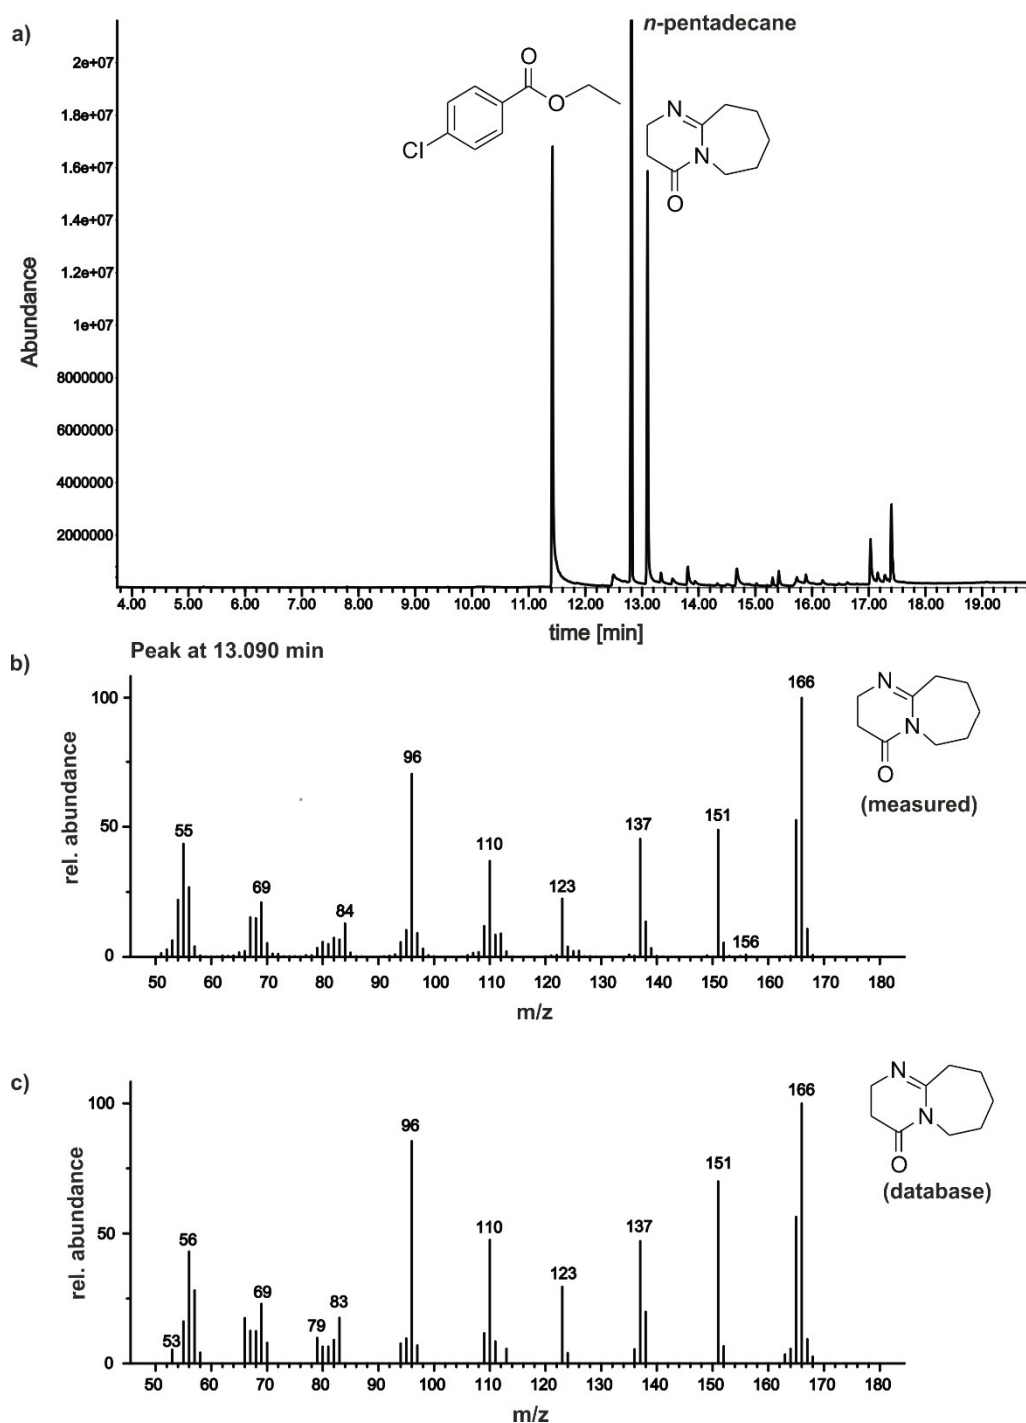 a)
n-pentadecane
O
O
Cl
N
N
O
2e+07
1.8e+07
1.6e+07
1.4e+07
1.2e+07
1e+07
8000000
6000000
4000000
2000000
Abundance
4.00 5.00 6.00 7.00 8.00 9.00 10.00 11.00 12.00 13.00 14.00 15.00 16.00 17.00 18.00 19.00
time [min]
b)
Peak at 13.090 min
100
50
0
rel. abundance
55 69 84 96 110 123 137 151 156 166
50 60 70 80 90 100 110 120 130 140 150 160 170 180
m/z
N
N
O
(measured)
c)
100
50
0
rel. abundance
53 56 69 79 83 96 110 123 137 151 166
50 60 70 80 90 100 110 120 130 140 150 160 170 180
m/z
N
N
O
(database)